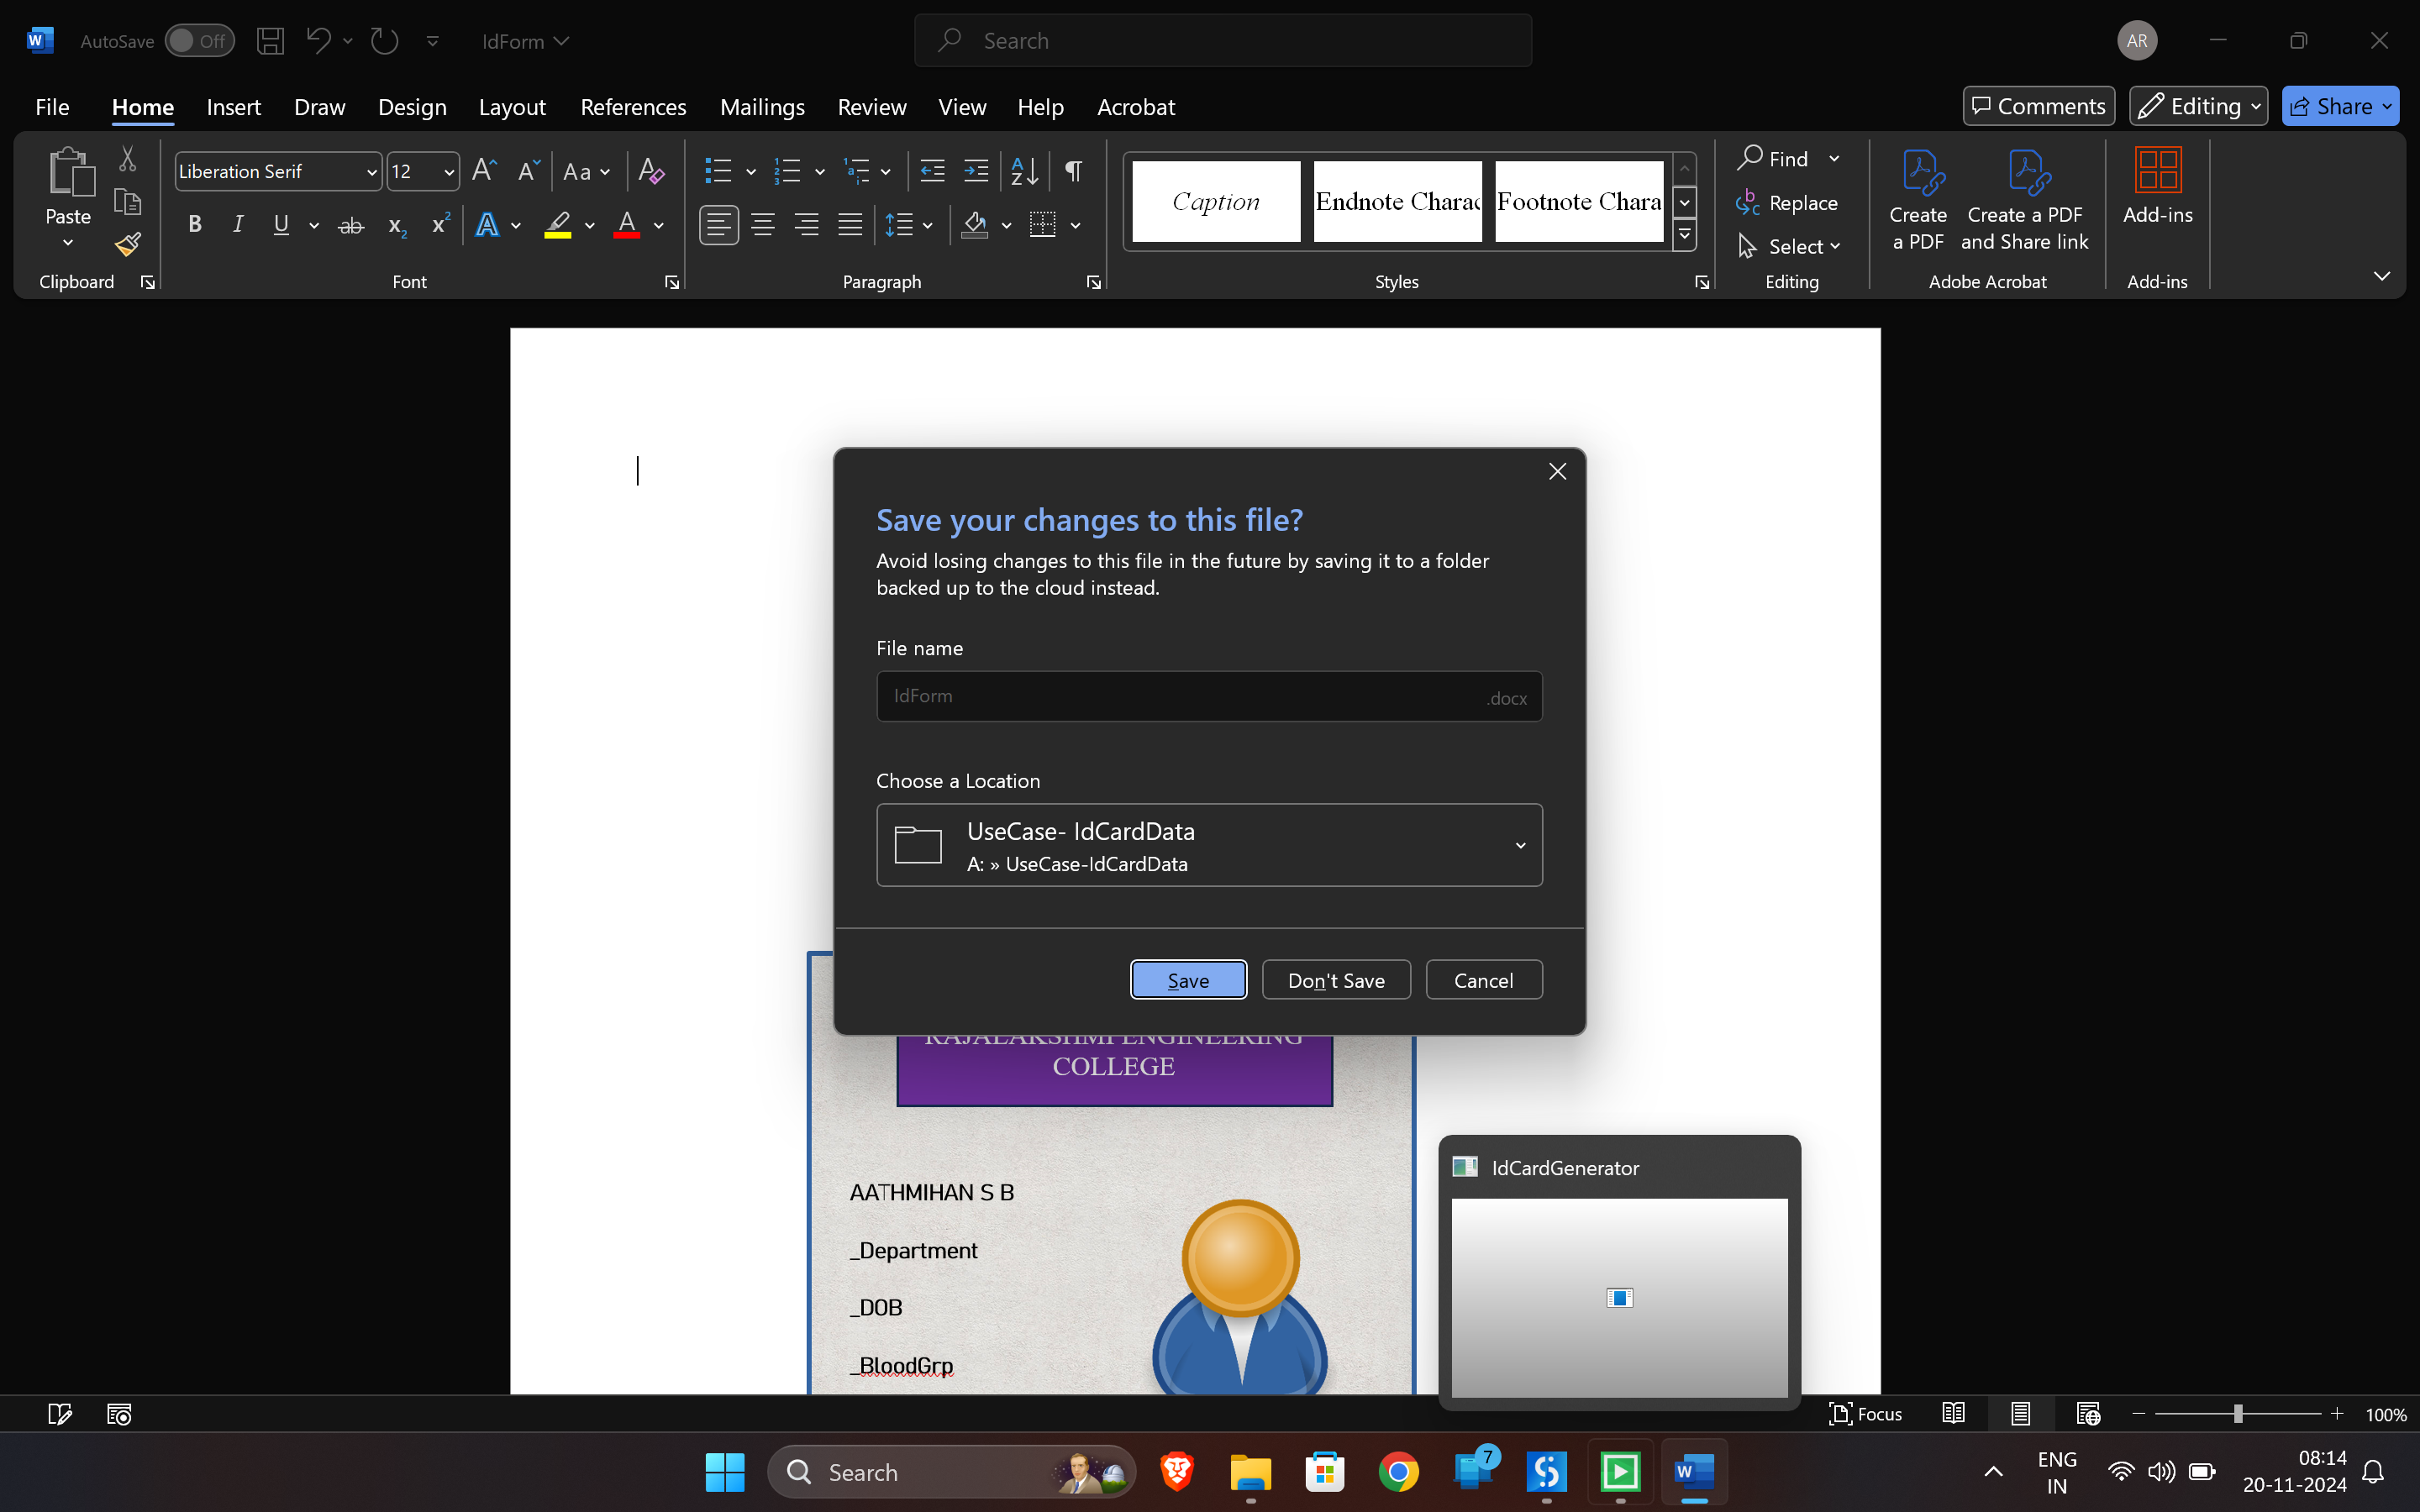 AutoSave Off IdForm Search AR
File Home Insert Draw Design Layout References Mailings Review View Help Acrobat Comments Editing Share
Liberation Serif 12 Aa
Paste
B I U ab x2 x2 A A
Caption Endnote Charac Footnote Chara
Find
Replace
Select
Create
a PDF
Create a PDF
and Share link
Add-ins
Clipboard Font Paragraph Styles Editing Adobe Acrobat Add-ins
Save your changes to this file?
Avoid losing changes to this file in the future by saving it to a folder
backed up to the cloud instead.
File name
IdForm .docx
Choose a Location
UseCase- IdCardData
A: » UseCase-IdCardData
Save Don't Save Cancel
RAJALAKSHMI ENGINEERING
COLLEGE
AATHMIHAN S B
_Department
_DOB
_BloodGrp
IdCardGenerator
Focus 100%
Search 7 ENG
IN
08:14
20-11-2024